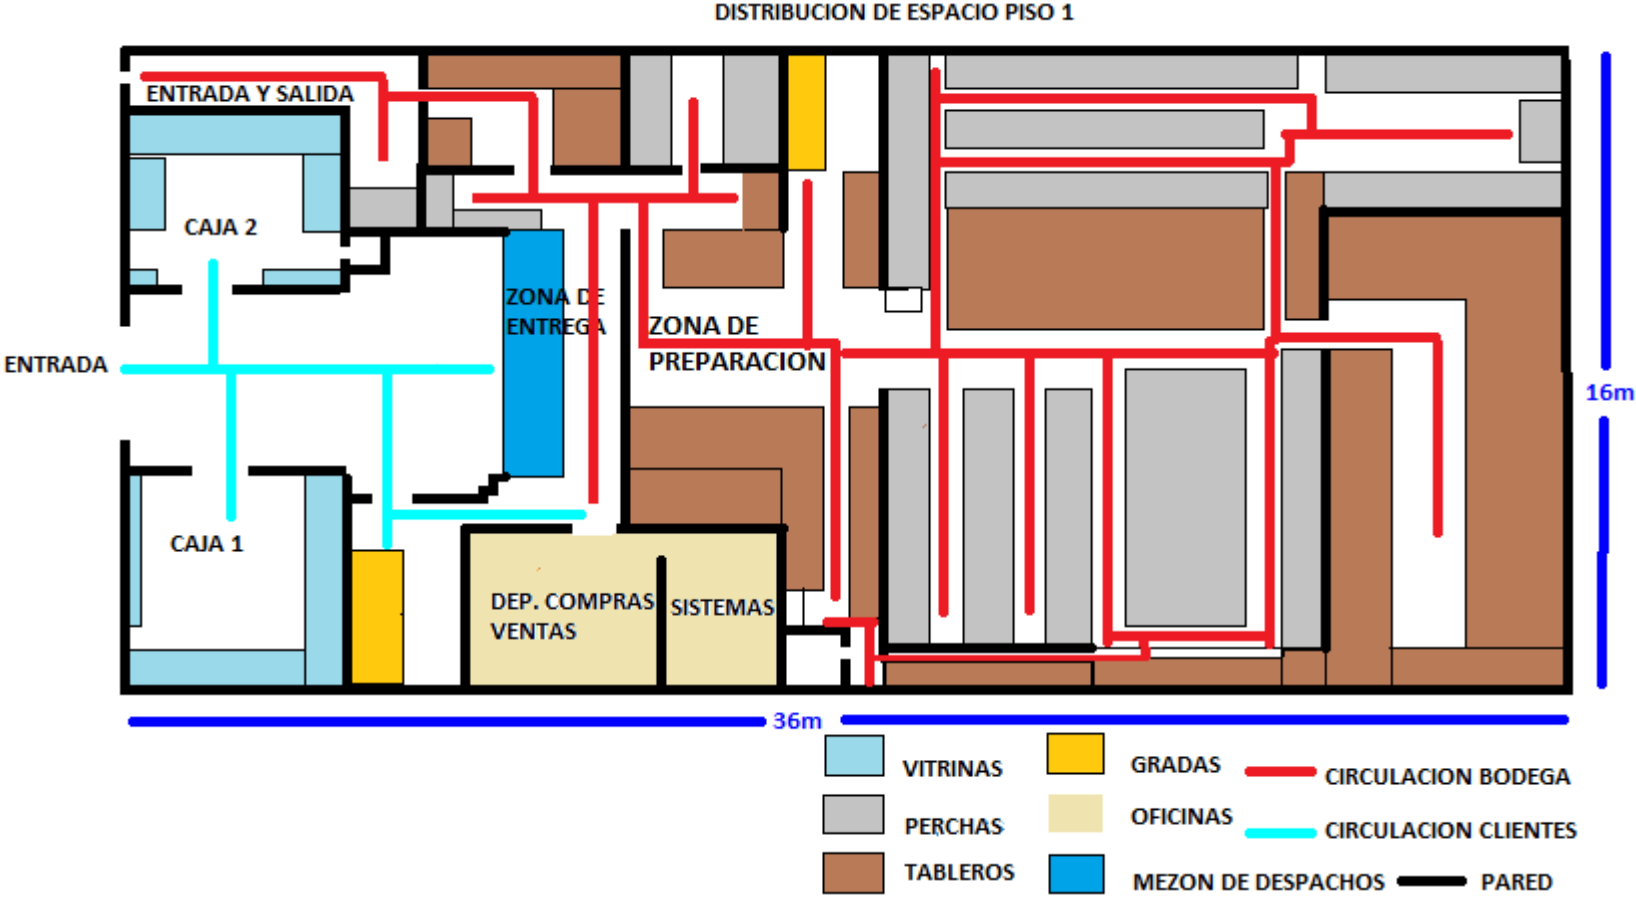 DISTRIBUCION DE ESPACIO PISO 1
ENTRADA Y SALIDA
CAJA 2
ZONA DE
ENTREGA
ZONA DE
PREPARACION
ENTRADA
16m
CAJA 1
DEP. COMPRAS
VENTAS
SISTEMAS
36m
VITRINAS
GRADAS
CIRCULACION BODEGA
PERCHAS
OFICINAS
CIRCULACION CLIENTES
TABLEROS
MEZON DE DESPACHOS
PARED